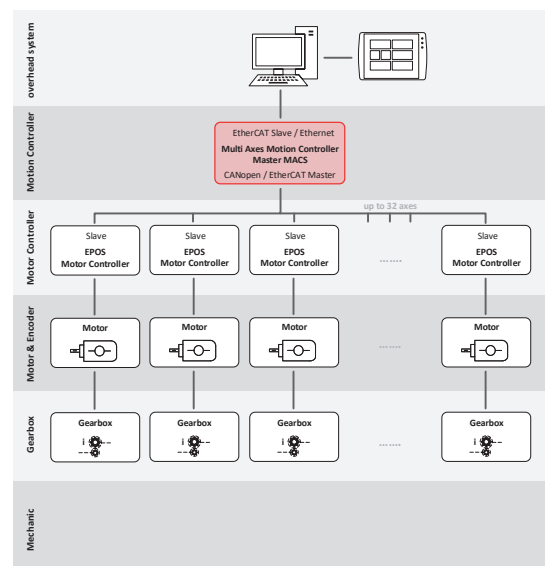 overhead system
Motion Controller
EtherCAT Slave / Ethernet
Multi Axes Motion Controller
Master MACS
CANopen / EtherCAT Master
up to 32 axes
Motor Controller
Slave
EPOS
Motor Controller
Slave
EPOS
Motor Controller
Slave
EPOS
Motor Controller
.......
Slave
EPOS
Motor Controller
Motor & Encoder
Motor
Motor
Motor
.......
Motor
Gearbox
Gearbox
i
Gearbox
i
Gearbox
i
.......
Gearbox
i
Mechanic